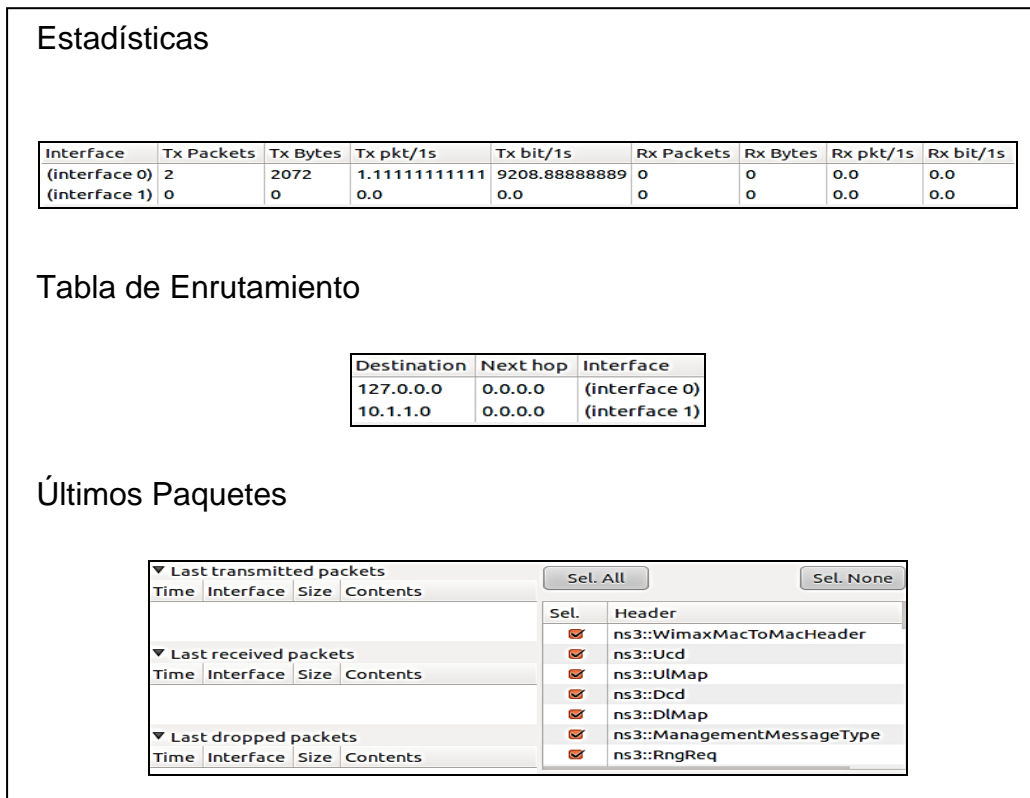 Estadísticas
Interface Tx Packets Tx Bytes Tx pkt/1s Tx bit/1s Rx Packets Rx Bytes Rx pkt/1s Rx bit/1s
(interface 0) 2 2072 1.11111111111 9208.88888889 0 0 0.0 0.0
(interface 1) 0 0 0.0 0.0 0 0 0.0 0.0
Tabla de Enrutamiento
Destination Next hop Interface
127.0.0.0 0.0.0.0 (interface 0)
10.1.1.0 0.0.0.0 (interface 1)
Últimos Paquetes
Last transmitted packets
Time Interface Size Contents
Last received packets
Time Interface Size Contents
Last dropped packets
Time Interface Size Contents
Sel. All Sel. None
Sel. Header
ns3::WimaxMacToMacHeader
ns3::Ucd
ns3::UlMap
ns3::Dcd
ns3::DlMap
ns3::ManagementMessageType
ns3::RngReq